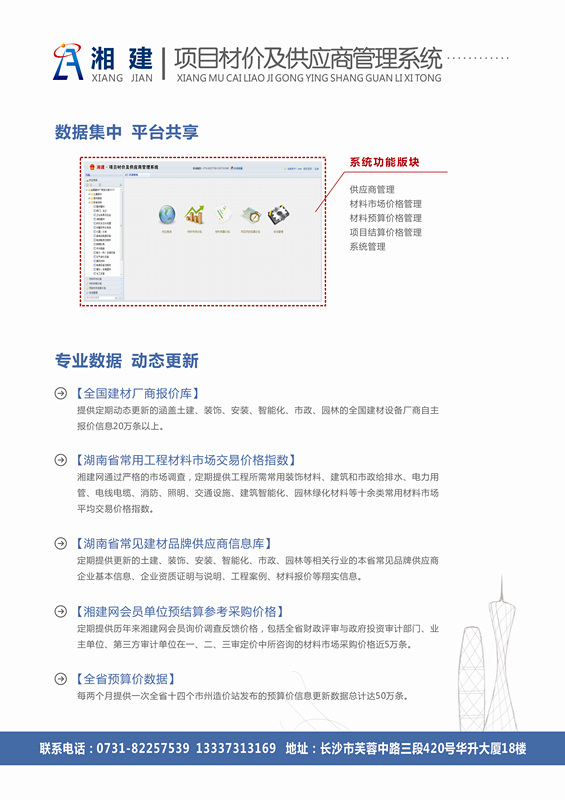 湘 建
XIANG JIAN
项目材价及供应商管理系统
XIANG MU CAI LIAO JI GONG YING SHANG GUAN LI XI TONG
数据集中 平台共享
湘建·项目材价及供应商管理系统
系统功能版块
供应商管理
材料市场价格管理
材料预算价格管理
项目结算价格管理
系统管理
专业数据 动态更新
【全国建材厂商报价库】
提供定期动态更新的涵盖土建、装饰、安装、智能化、市政、园林的全国建材设备厂商自主
报价信息20万条以上。
【湖南省常用工程材料市场交易价格指数】
湘建网通过严格的市场调查，定期提供工程所需常用装饰材料、建筑和市政给排水、电力用
管、电线电缆、消防、照明、交通设施、建筑智能化、园林绿化材料等十余类常用材料市场
平均交易价格指数。
【湖南省常见建材品牌供应商信息库】
定期提供更新的土建、装饰、安装、智能化、市政、园林等相关行业的本省常见品牌供应商
企业基本信息、企业资质证明与说明、工程案例、材料报价等翔实信息。
【湘建网会员单位预结算参考采购价格】
定期提供历年来湘建网会员询价调查反馈价格，包括全省财政评审与政府投资审计部门、业
主单位、第三方审计单位在一、二、三审定价中所咨询的材料市场采购价格近5万条。
【全省预算价数据】
每两个月提供一次全省十四个市州造价站发布的预算价信息更新数据总计达50万条。
联系电话：0731-82257539 13337313169 地址：长沙市芙蓉中路三段420号华升大厦18楼